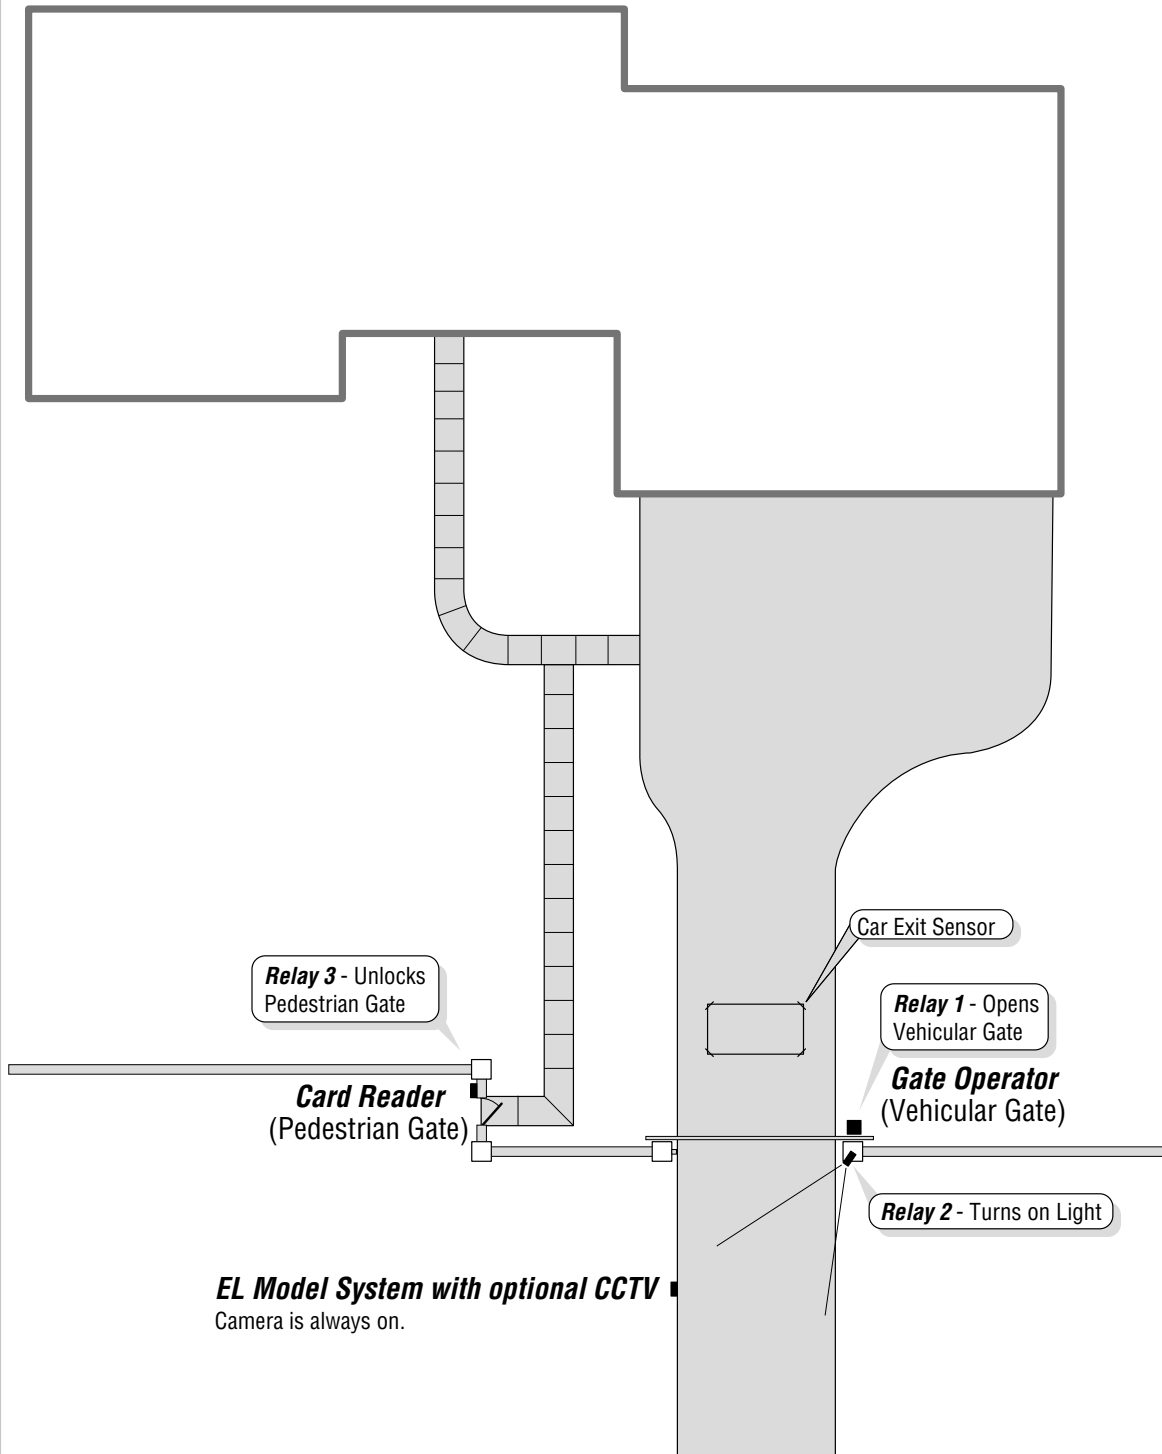 Car Exit Sensor
Relay 3 - Unlocks
Pedestrian Gate
Relay 1 - Opens
Vehicular Gate
Gate Operator
(Vehicular Gate)
Card Reader
(Pedestrian Gate)
Relay 2 - Turns on Light
EL Model System with optional CCTV
Camera is always on.